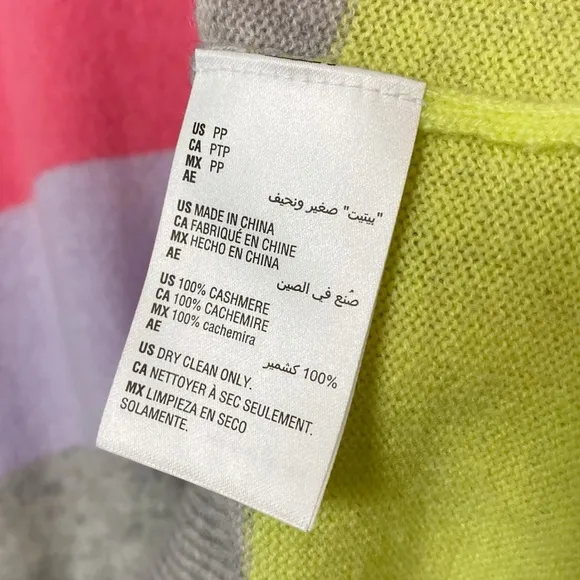 US PP
CA PTP
MX PP
AE
"بيتيت" صغير ونحيف
US MADE IN CHINA
CA FABRIQUÉ EN CHINE
MX HECHO EN CHINA
AE
صُنع في الصين
US 100% CASHMERE
CA 100% CACHEMIRE
MX 100% cachemira
AE
100% كشمير
US DRY CLEAN ONLY.
CA NETTOYER À SEC SEULEMENT.
MX LIMPIEZA EN SECO
SOLAMENTE.